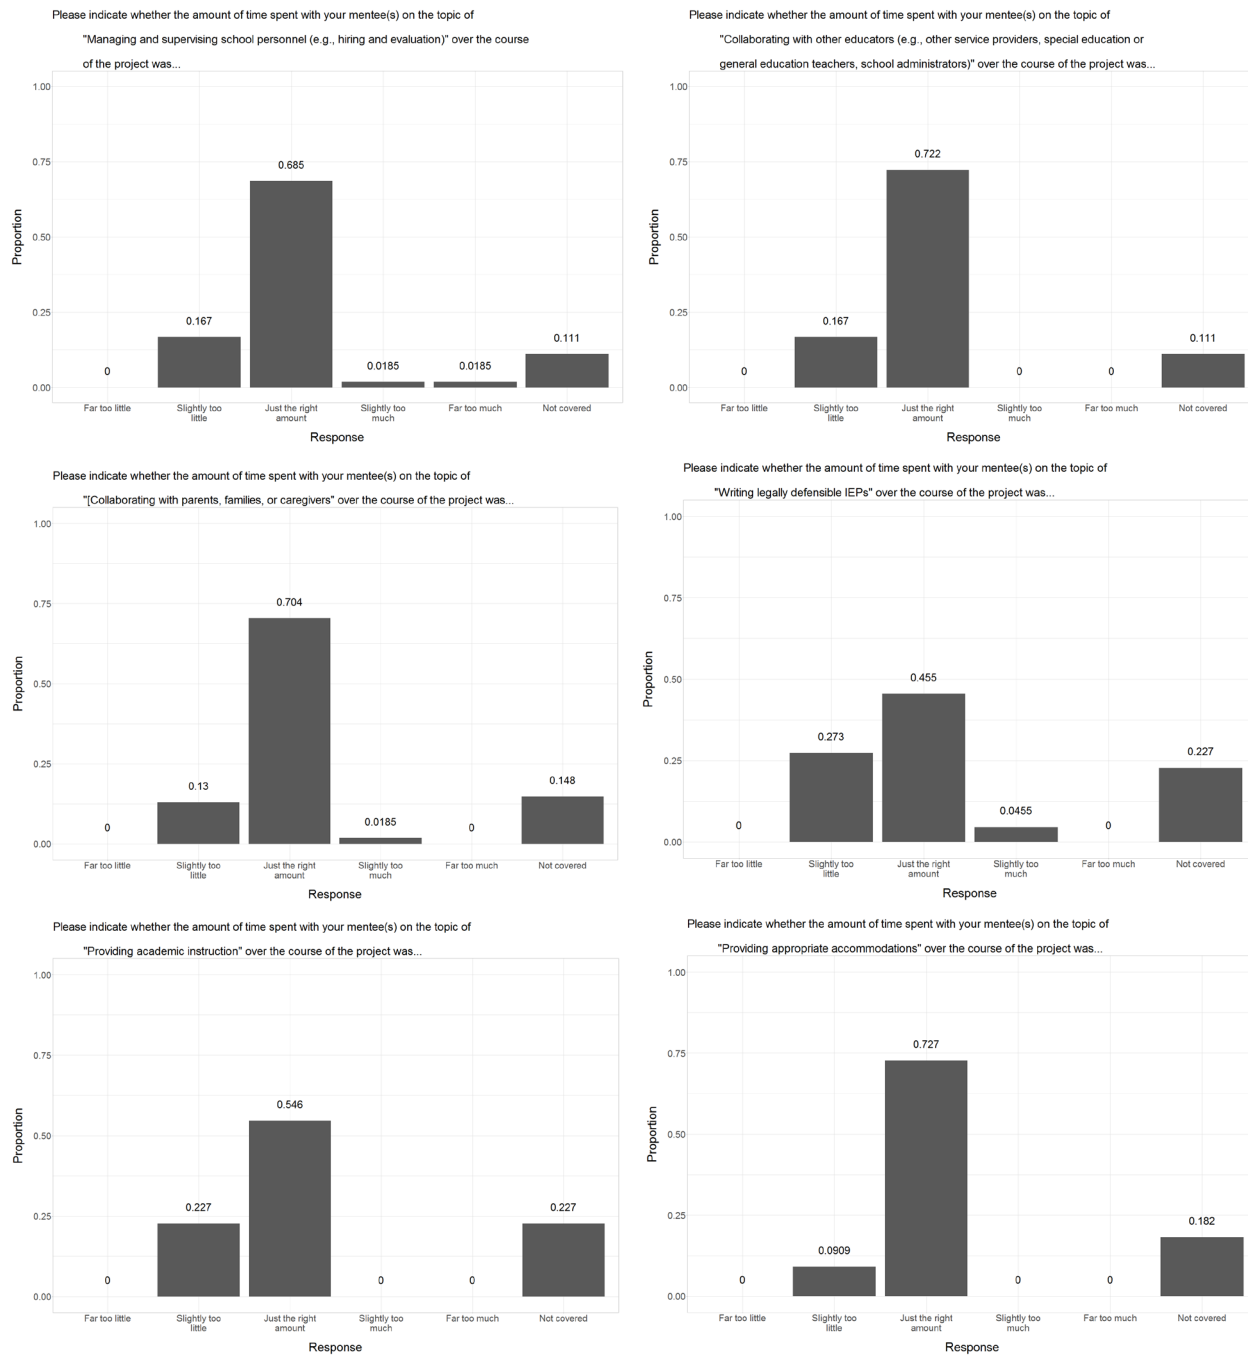 Please indicate whether the amount of time spent with your mentee(s) on the topic of
"Managing and supervising school personnel (e.g., hiring and evaluation)" over the course
of the project was...
1.00
0.75
0.50
0.25
0.00
Proportion
0
0.167
0.685
0.0185
0.0185
0.111
Far too little
Slightly too
little
Just the right
amount
Slightly too
much
Far too much
Not covered
Response
Please indicate whether the amount of time spent with your mentee(s) on the topic of
"Collaborating with other educators (e.g., other service providers, special education or
general education teachers, school administrators)" over the course of the project was...
1.00
0.75
0.50
0.25
0.00
Proportion
0
0.167
0.722
0
0
0.111
Far too little
Slightly too
little
Just the right
amount
Slightly too
much
Far too much
Not covered
Response
Please indicate whether the amount of time spent with your mentee(s) on the topic of
"[Collaborating with parents, families, or caregivers" over the course of the project was...
1.00
0.75
0.50
0.25
0.00
Proportion
0
0.13
0.704
0.0185
0
0.148
Far too little
Slightly too
little
Just the right
amount
Slightly too
much
Far too much
Not covered
Response
Please indicate whether the amount of time spent with your mentee(s) on the topic of
"Writing legally defensible IEPs" over the course of the project was...
1.00
0.75
0.50
0.25
0.00
Proportion
0
0.273
0.455
0.0455
0
0.227
Far too little
Slightly too
little
Just the right
amount
Slightly too
much
Far too much
Not covered
Response
Please indicate whether the amount of time spent with your mentee(s) on the topic of
"Providing academic instruction" over the course of the project was...
1.00
0.75
0.50
0.25
0.00
Proportion
0
0.227
0.546
0
0
0.227
Far too little
Slightly too
little
Just the right
amount
Slightly too
much
Far too much
Not covered
Response
Please indicate whether the amount of time spent with your mentee(s) on the topic of
"Providing appropriate accommodations" over the course of the project was...
1.00
0.75
0.50
0.25
0.00
Proportion
0
0.0909
0.727
0
0
0.182
Far too little
Slightly too
little
Just the right
amount
Slightly too
much
Far too much
Not covered
Response